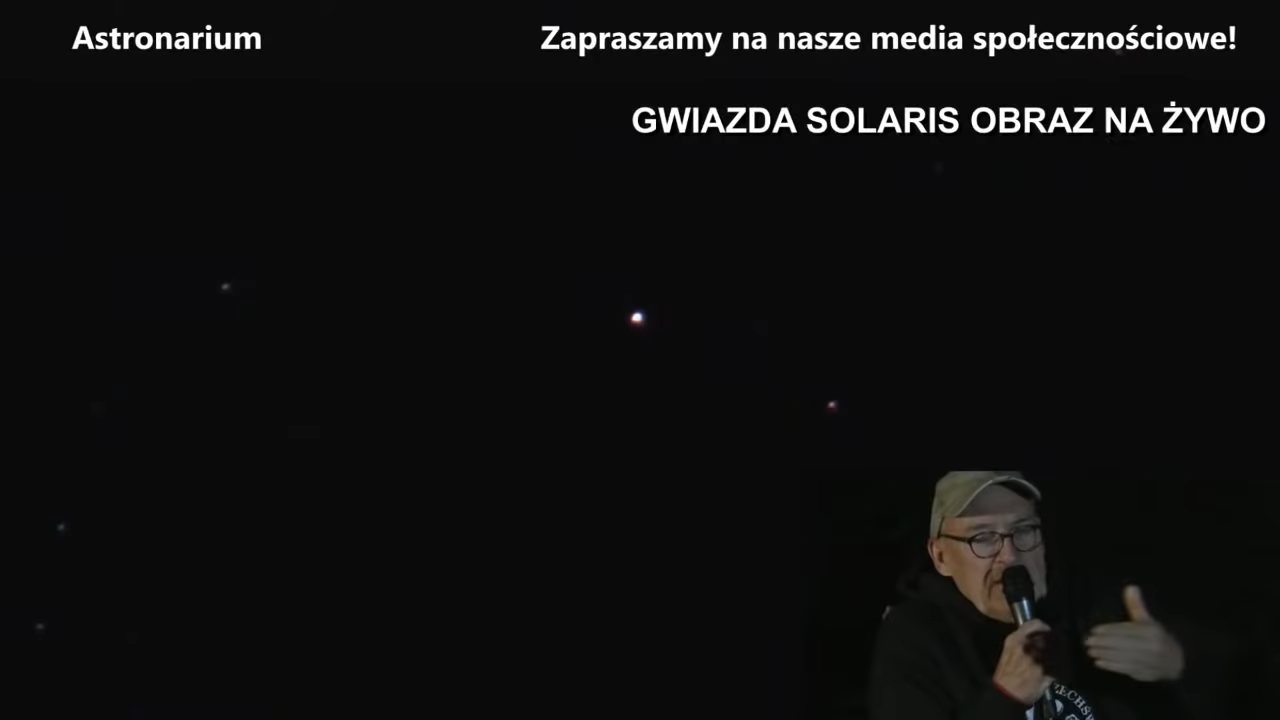 Astronarium
Zapraszamy na nasze media społecznościowe!
GWIAZDA SOLARIS OBRAZ NA ŻYWO